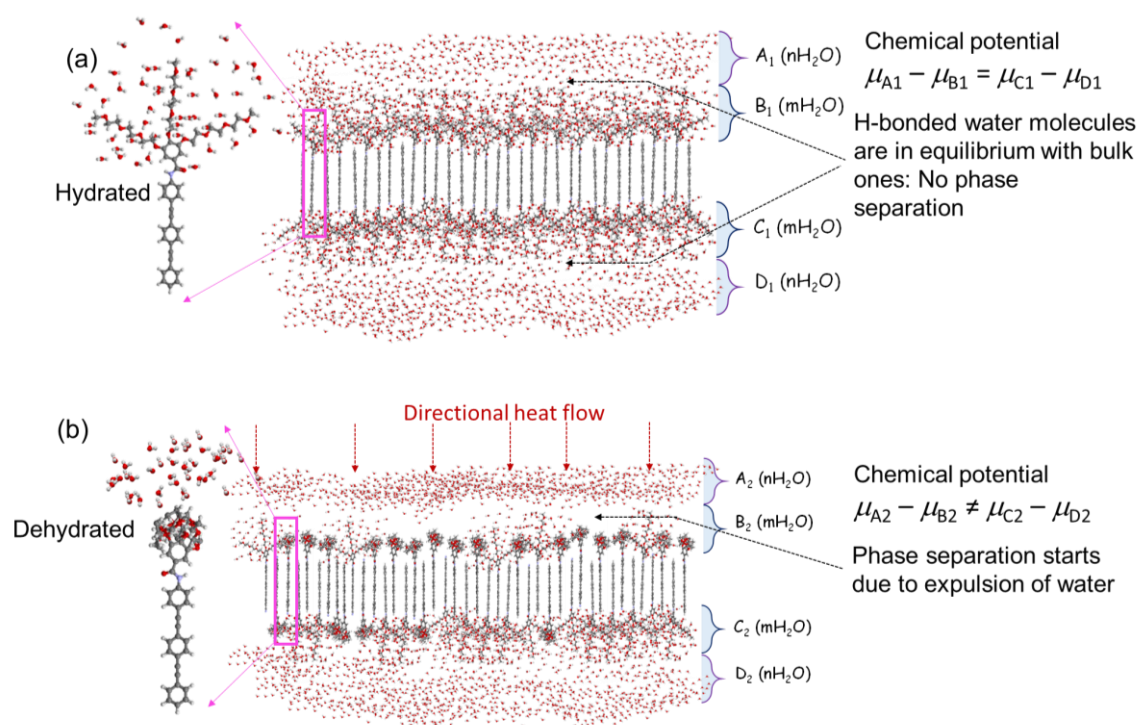 (a)
Hydrated
A₁ (nH₂O)
B₁ (mH₂O)
C₁ (mH₂O)
D₁ (nH₂O)
Chemical potential
μA1 − μB1 = μC1 − μD1
H-bonded water molecules
are in equilibrium with bulk
ones: No phase
separation
(b)
Directional heat flow
Dehydrated
A₂ (nH₂O)
B₂ (mH₂O)
C₂ (mH₂O)
D₂ (nH₂O)
Chemical potential
μA2 − μB2 ≠ μC2 − μD2
Phase separation starts
due to expulsion of water